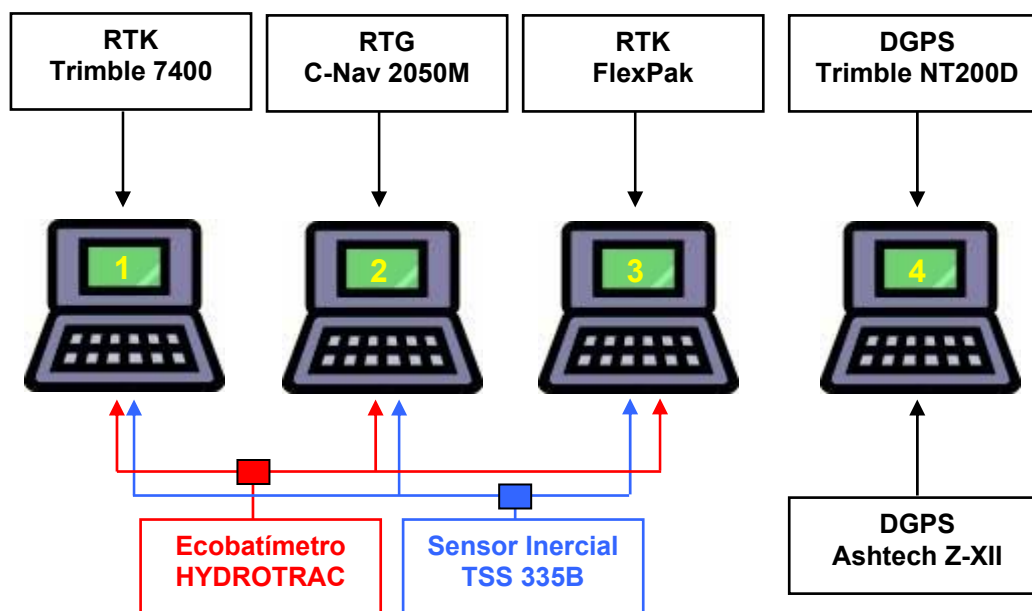 RTK
Trimble 7400
RTG
C-Nav 2050M
RTK
FlexPak
DGPS
Trimble NT200D
1
2
3
4
Ecobatímetro
HYDROTRAC
Sensor Inercial
TSS 335B
DGPS
Ashtech Z-XII